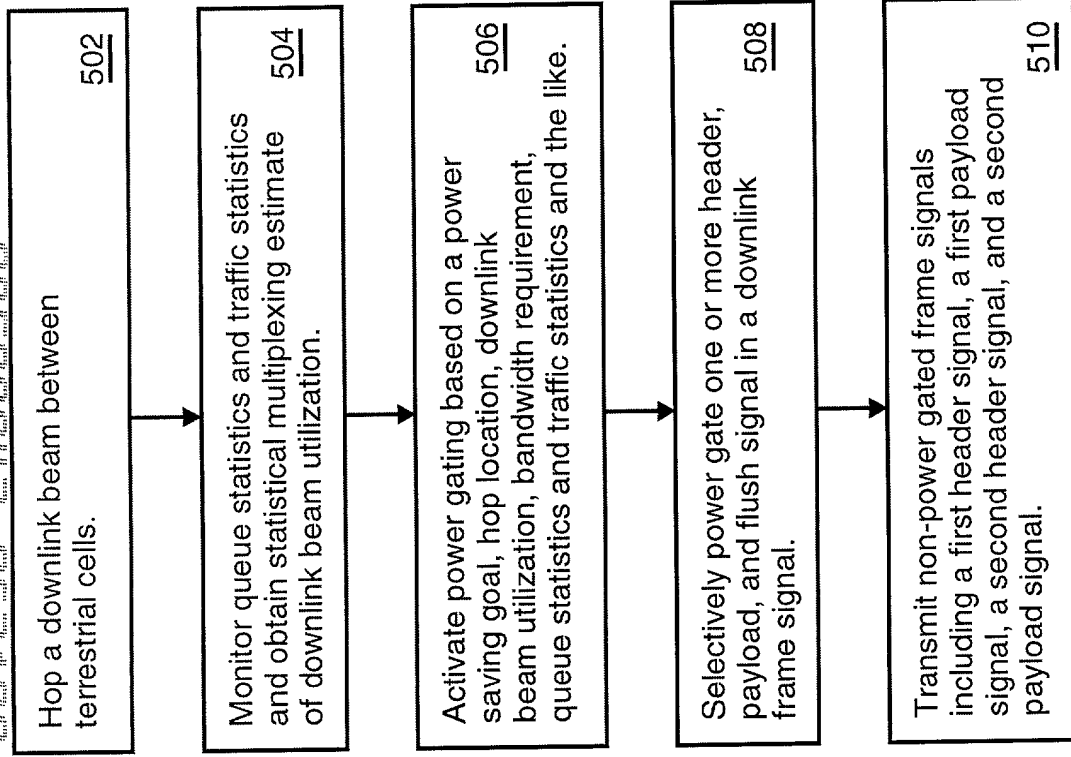 Hop a downlink beam between
terrestrial cells.
502
Monitor queue statistics and traffic statistics
and obtain statistical multiplexing estimate
of downlink beam utilization.
504
Activate power gating based on a power
saving goal, hop location, downlink
beam utilization, bandwidth requirement,
queue statistics and traffic statistics and the like.
506
Selectively power gate one or more header,
payload, and flush signal in a downlink
frame signal.
508
Transmit non-power gated frame signals
including a first header signal, a first payload
signal, a second header signal, and a second
payload signal.
510